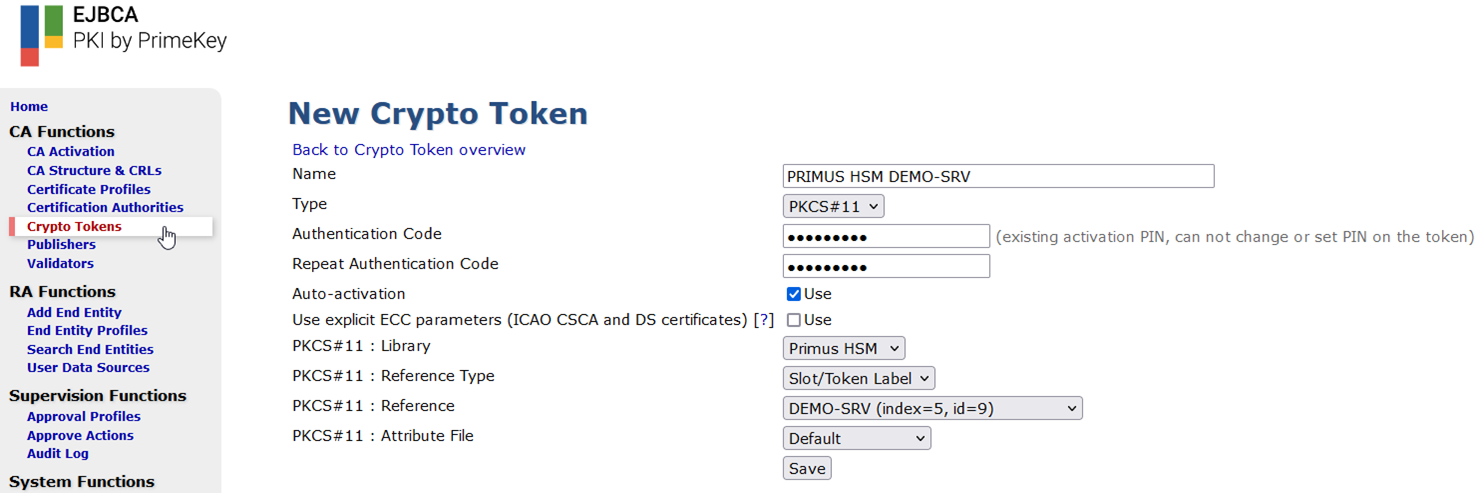 EJBCA
PKI by PrimeKey
Home
CA Functions
CA Activation
CA Structure & CRLs
Certificate Profiles
Certification Authorities
Crypto Tokens
Publishers
Validators
RA Functions
Add End Entity
End Entity Profiles
Search End Entities
User Data Sources
Supervision Functions
Approval Profiles
Approve Actions
Audit Log
System Functions
New Crypto Token
Back to Crypto Token overview
Name PRIMUS HSM DEMO-SRV
Type PKCS#11
Authentication Code ●●●●●●●●● (existing activation PIN, can not change or set PIN on the token)
Repeat Authentication Code ●●●●●●●●●
Auto-activation Use
Use explicit ECC parameters (ICAO CSCA and DS certificates) [?] Use
PKCS#11 : Library Primus HSM
PKCS#11 : Reference Type Slot/Token Label
PKCS#11 : Reference DEMO-SRV (index=5, id=9)
PKCS#11 : Attribute File Default
Save